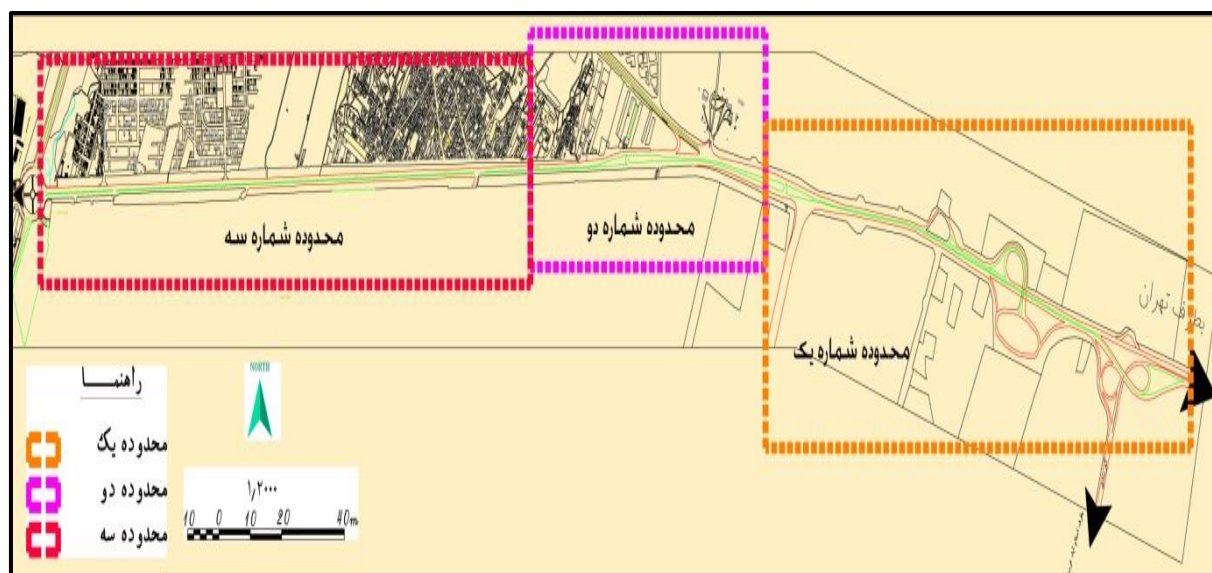 محدوده شماره سه
محدوده شماره دو
محدوده شماره یک
بطرف تهران
راهنما
محدوده یک
محدوده دو
محدوده سه
NORTH
۱٫۲۰۰۰
10 0 10 20 40m